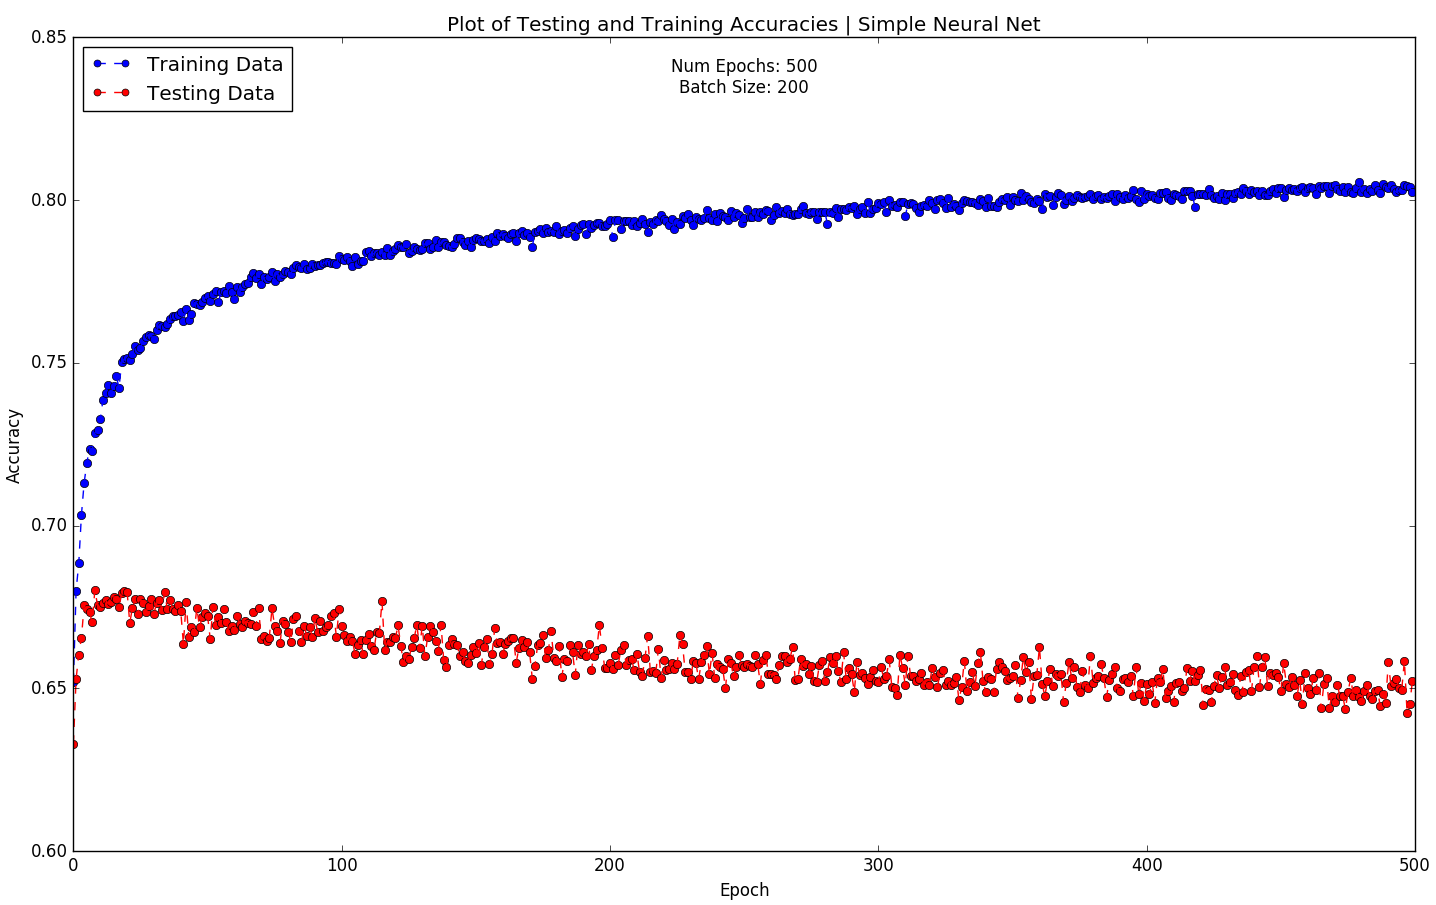 Plot of Testing and Training Accuracies | Simple Neural Net
Num Epochs: 500
Batch Size: 200
Training Data
Testing Data
Accuracy
0.85
0.80
0.75
0.70
0.65
0.60
0
100
200
300
400
500
Epoch